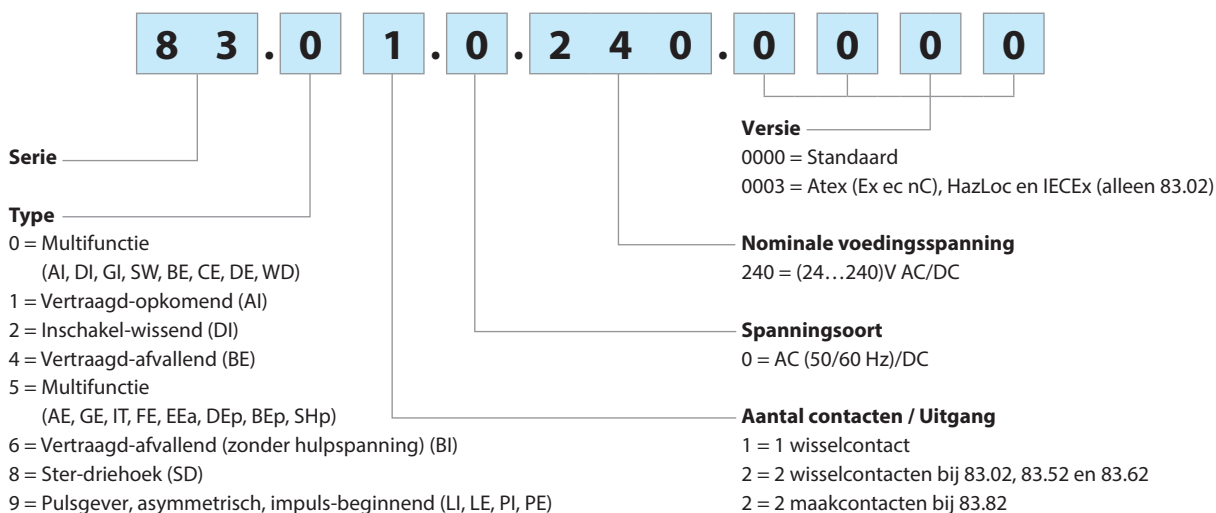 8 3 . 0 1 . 0 . 2 4 0 . 0 0 0 0
Serie
Type
0 = Multifunctie
(AI, DI, GI, SW, BE, CE, DE, WD)
1 = Vertraagd-opkomend (AI)
2 = Inschakel-wissend (DI)
4 = Vertraagd-afvallend (BE)
5 = Multifunctie
(AE, GE, IT, FE, EEa, DEp, BEp, SHp)
6 = Vertraagd-afvallend (zonder hulpspanning) (BI)
8 = Ster-driehoek (SD)
9 = Pulsgever, asymmetrisch, impuls-beginnend (LI, LE, PI, PE)
Versie
0000 = Standaard
0003 = Atex (Ex ec nC), HazLoc en IECEx (alleen 83.02)
Nominale voedingsspanning
240 = (24…240)V AC/DC
Spanningsoort
0 = AC (50/60 Hz)/DC
Aantal contacten / Uitgang
1 = 1 wisselcontact
2 = 2 wisselcontacten bij 83.02, 83.52 en 83.62
2 = 2 maakcontacten bij 83.82